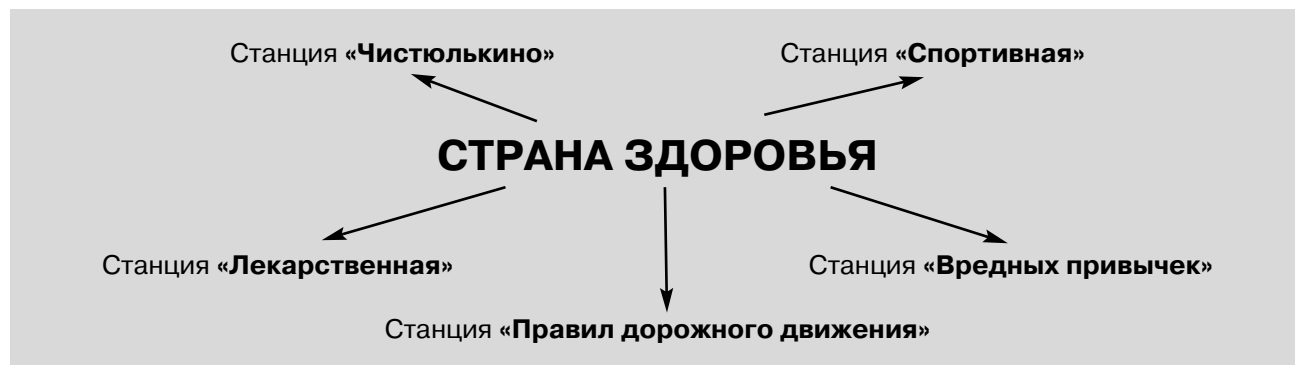 Станция «Чистюлькино»
Станция «Спортивная»
СТРАНА ЗДОРОВЬЯ
Станция «Лекарственная»
Станция «Вредных привычек»
Станция «Правил дорожного движения»